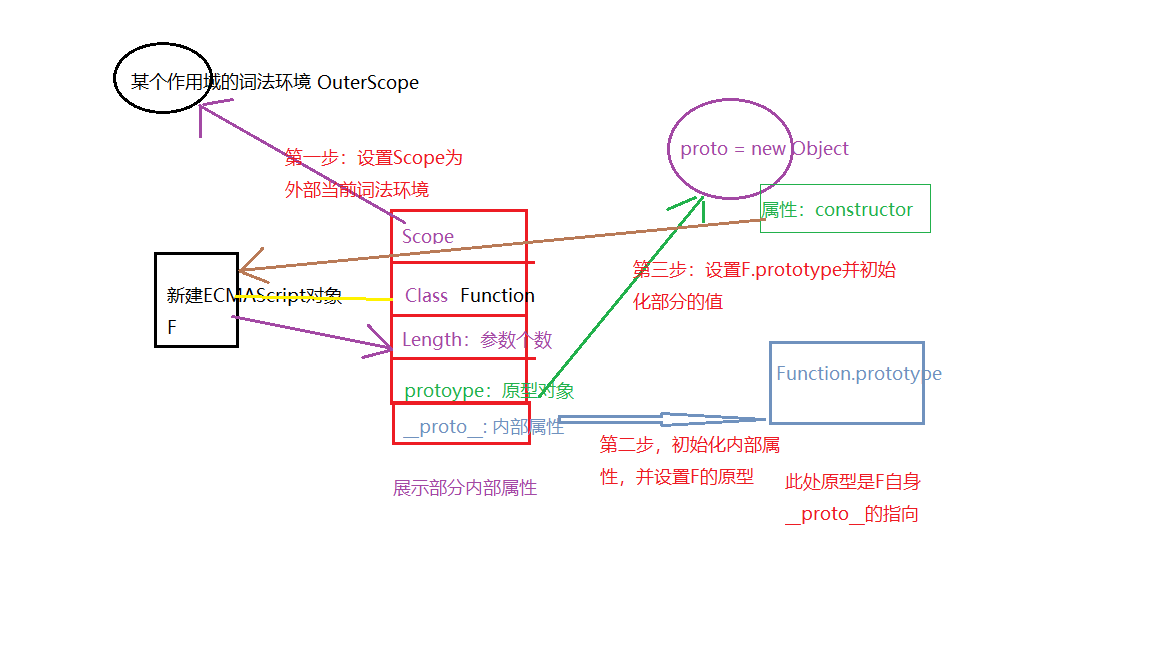 某个作用域的词法环境 OuterScope
proto = new Object
第一步：设置Scope为
外部当前词法环境
属性：constructor
Scope
第三步：设置F.prototype并初始
化部分的值
新建ECMAScript对象
F
Class Function
Length：参数个数
protoype：原型对象
__proto__: 内部属性
Function.prototype
第二步，初始化内部属
性，并设置F的原型
展示部分内部属性
此处原型是F自身
__proto__的指向